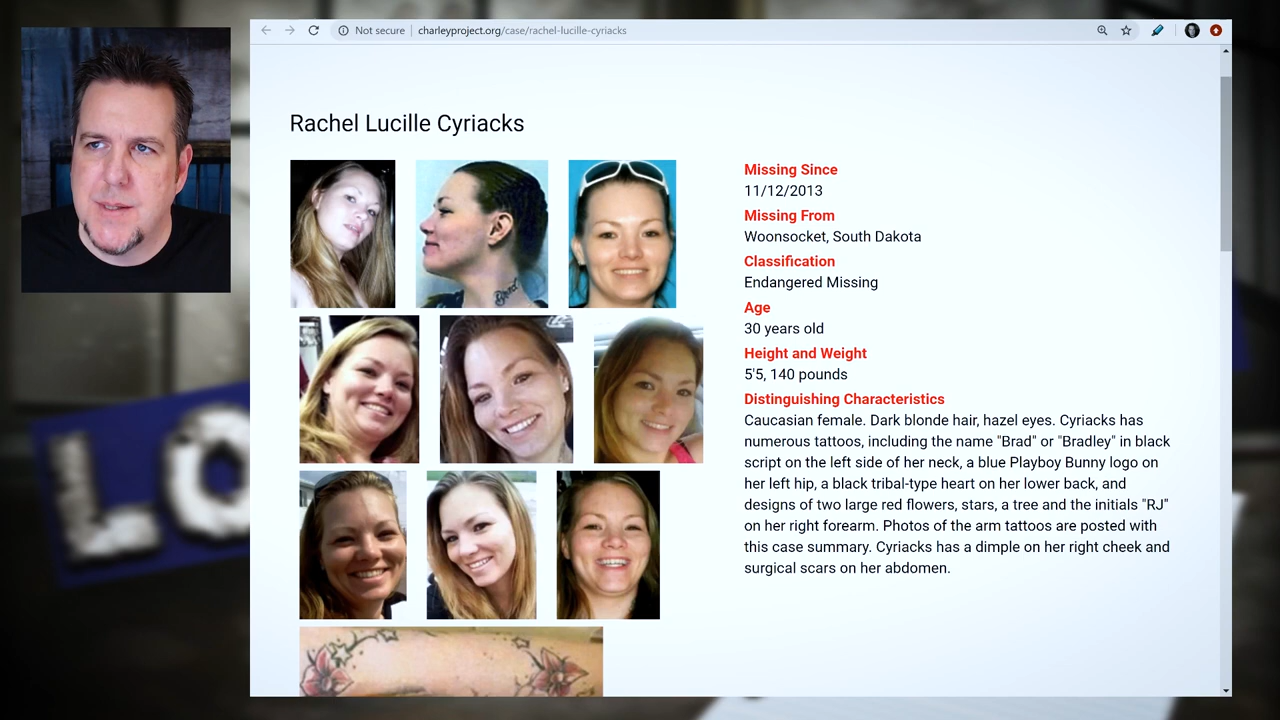 Not secure
charleyproject.org/case/rachel-lucille-cyriacks
Rachel Lucille Cyriacks
Missing Since
11/12/2013
Missing From
Woonsocket, South Dakota
Classification
Endangered Missing
Age
30 years old
Height and Weight
5'5, 140 pounds
Distinguishing Characteristics
Caucasian female. Dark blonde hair, hazel eyes. Cyriacks has
numerous tattoos, including the name "Brad" or "Bradley" in black
script on the left side of her neck, a blue Playboy Bunny logo on
her left hip, a black tribal-type heart on her lower back, and
designs of two large red flowers, stars, a tree and the initials "RJ"
on her right forearm. Photos of the arm tattoos are posted with
this case summary. Cyriacks has a dimple on her right cheek and
surgical scars on her abdomen.
LO